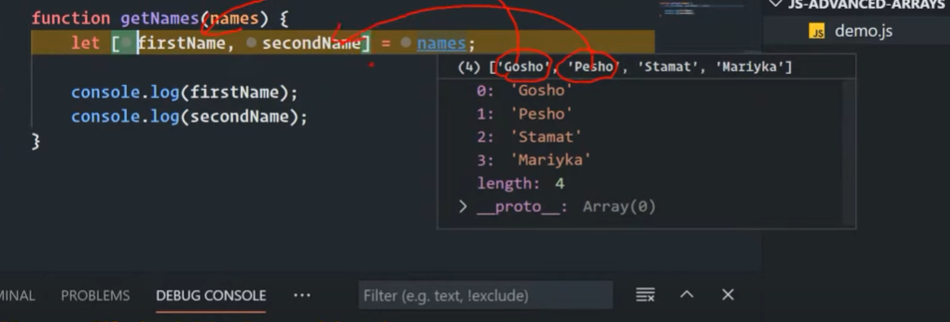 JS-ADVANCED-ARRAYS
JS demo.js
function getNames(names) {
let [ firstName, secondName] = names;
console.log(firstName);
console.log(secondName);
}
(4) ['Gosho', 'Pesho', 'Stamat', 'Mariyka']
0: 'Gosho'
1: 'Pesho'
2: 'Stamat'
3: 'Mariyka'
length: 4
__proto__: Array(0)
MINAL PROBLEMS DEBUG CONSOLE ··· Filter (e.g. text, !exclude)